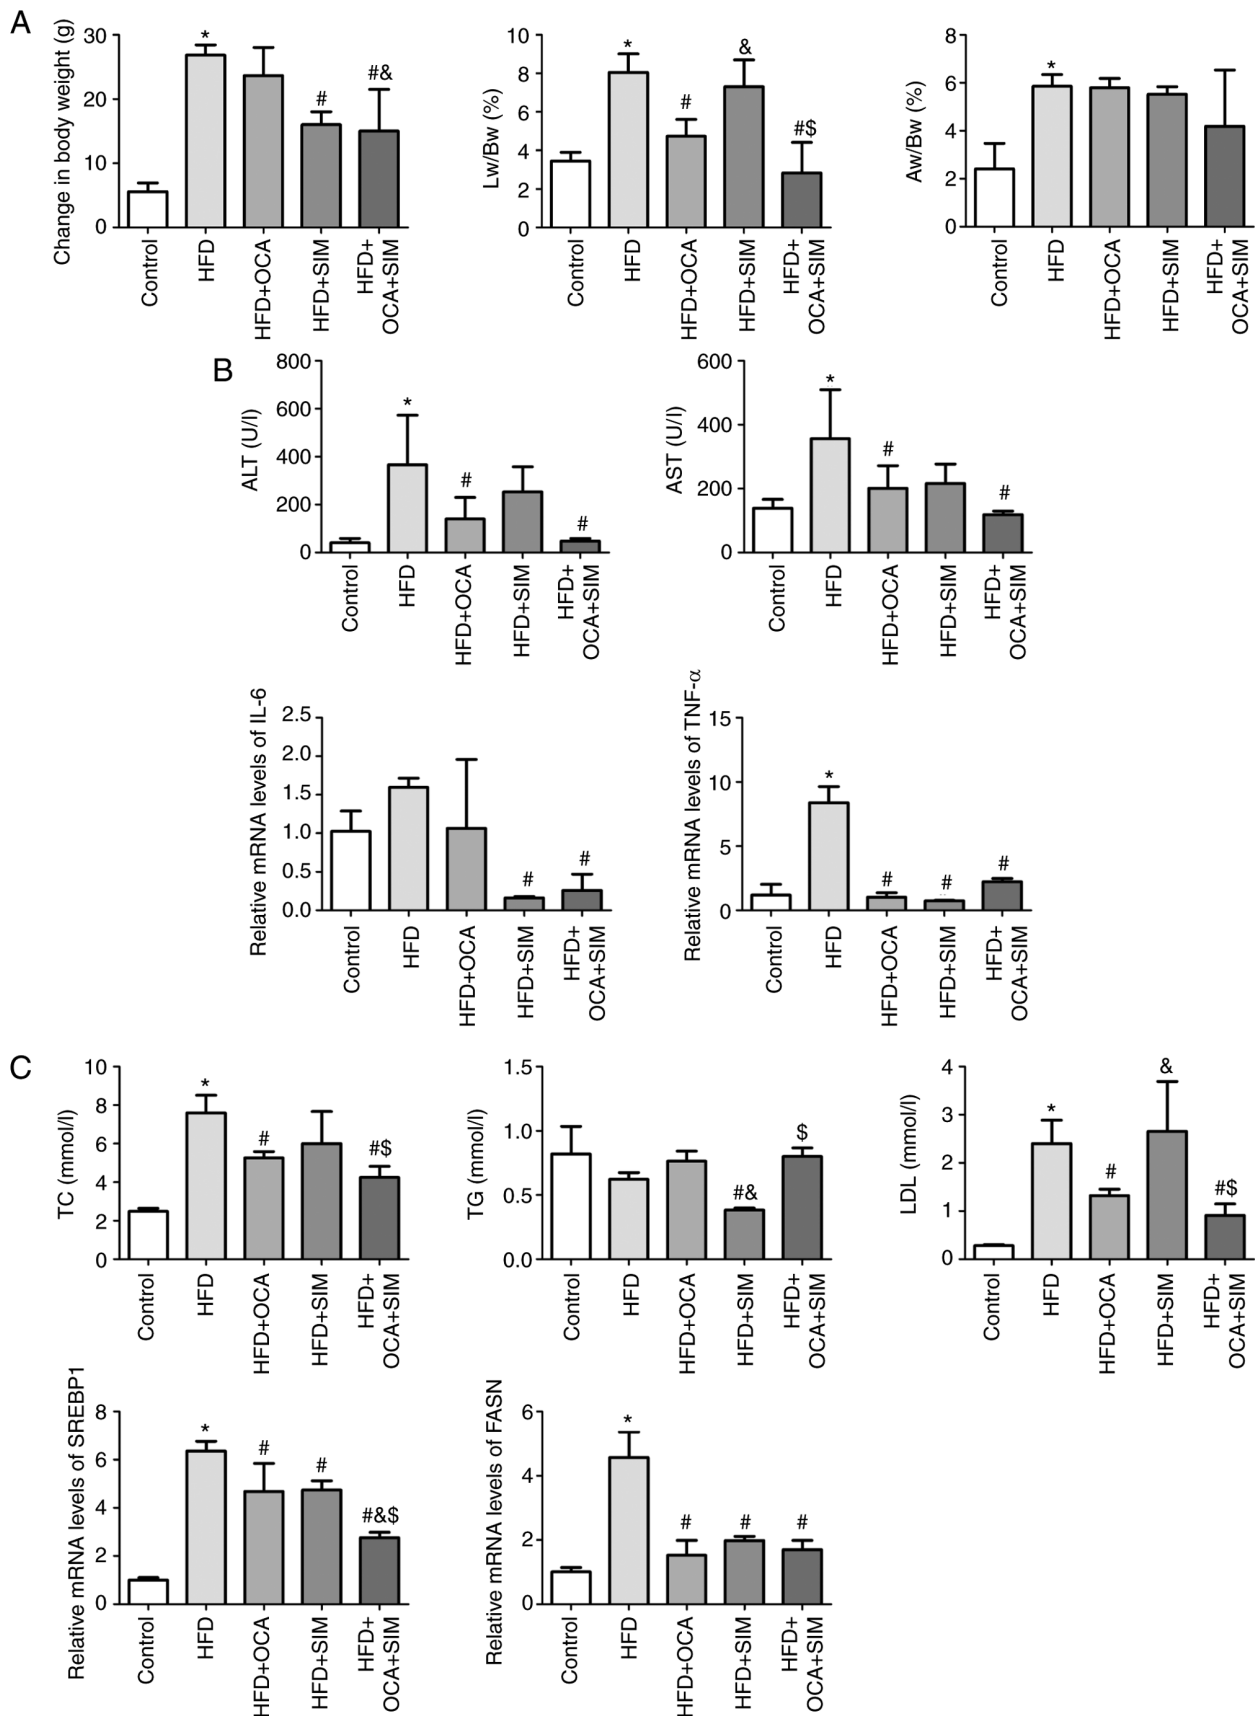 A
Change in body weight (g)
30
20
10
0
*
#
#&
Control
HFD
HFD+OCA
HFD+SIM
HFD+
OCA+SIM
Lw/Bw (%)
10
8
6
4
2
0
*
#
&
#$
Control
HFD
HFD+OCA
HFD+SIM
HFD+
OCA+SIM
Aw/Bw (%)
8
6
4
2
0
*
Control
HFD
HFD+OCA
HFD+SIM
HFD+
OCA+SIM
B
ALT (U/l)
800
600
400
200
0
*
#
#
Control
HFD
HFD+OCA
HFD+SIM
HFD+
OCA+SIM
AST (U/l)
600
400
200
0
*
#
#
Control
HFD
HFD+OCA
HFD+SIM
HFD+
OCA+SIM
Relative mRNA levels of IL-6
2.5
2.0
1.5
1.0
0.5
0.0
#
#
Control
HFD
HFD+OCA
HFD+SIM
HFD+
OCA+SIM
Relative mRNA levels of TNF-α
15
10
5
0
*
#
#
#
Control
HFD
HFD+OCA
HFD+SIM
HFD+
OCA+SIM
C
TC (mmol/l)
10
8
6
4
2
0
*
#
#$
Control
HFD
HFD+OCA
HFD+SIM
HFD+
OCA+SIM
TG (mmol/l)
1.5
1.0
0.5
0.0
#&
$
Control
HFD
HFD+OCA
HFD+SIM
HFD+
OCA+SIM
LDL (mmol/l)
4
3
2
1
0
*
#
&
#$
Control
HFD
HFD+OCA
HFD+SIM
HFD+
OCA+SIM
Relative mRNA levels of SREBP1
8
6
4
2
0
*
#
#
#&$
Control
HFD
HFD+OCA
HFD+SIM
HFD+
OCA+SIM
Relative mRNA levels of FASN
6
4
2
0
*
#
#
#
Control
HFD
HFD+OCA
HFD+SIM
HFD+
OCA+SIM